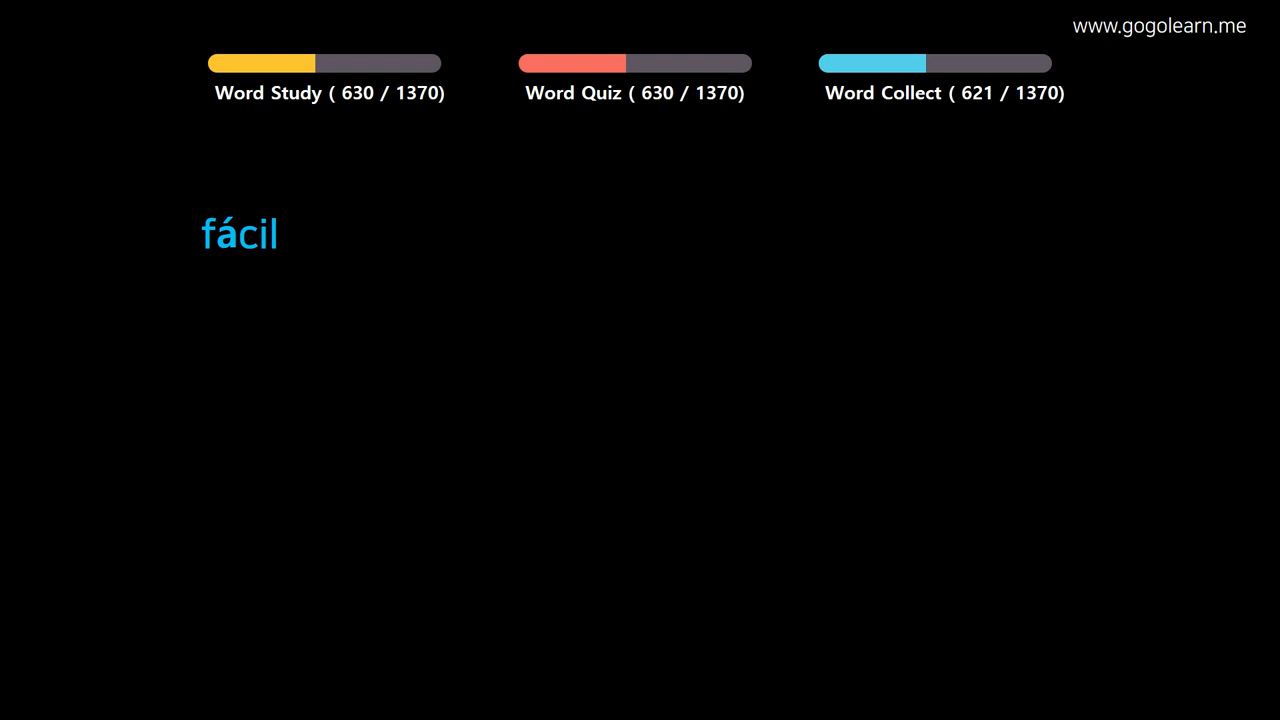 www.gogolearn.me
Word Study ( 630 / 1370)
Word Quiz ( 630 / 1370)
Word Collect ( 621 / 1370)
fácil